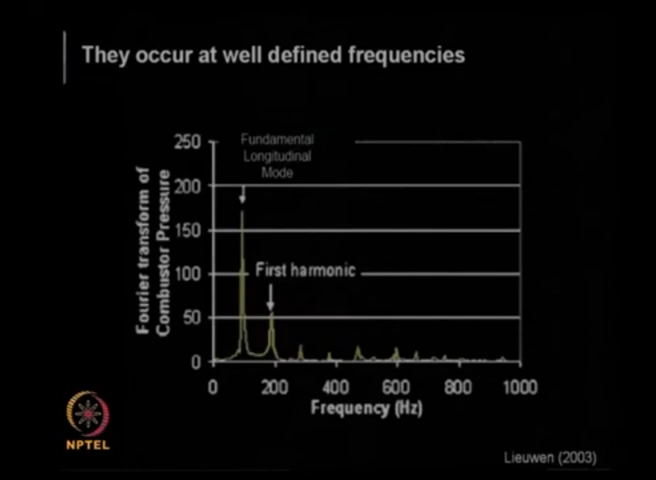 They occur at well defined frequencies
Fundamental
Longitudinal
Mode
First harmonic
Fourier transform of
Combustor Pressure
250
200
150
100
50
0
0
200
400
600
800
1000
Frequency (Hz)
NPTEL
Lieuwen (2003)